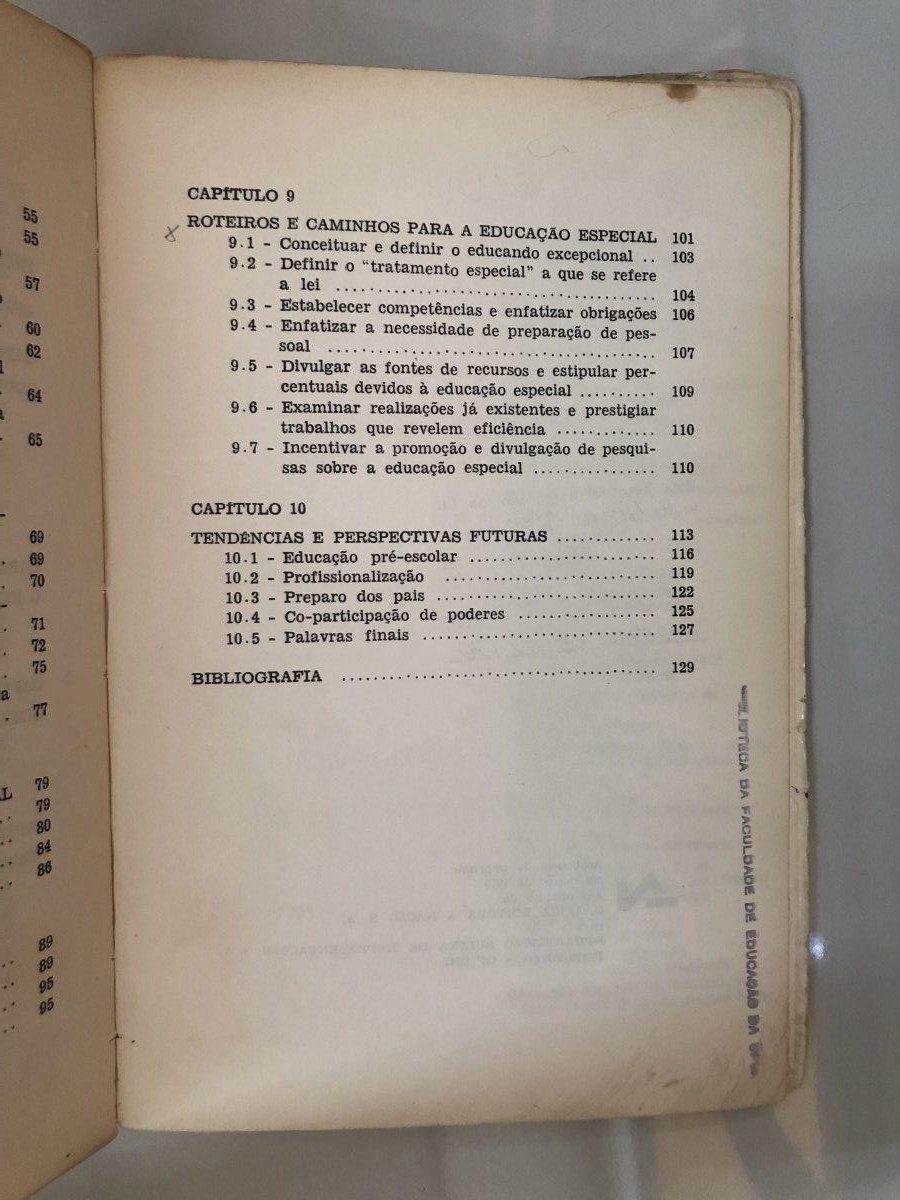 55
55
57
60
62
64
65
69
69
70
71
72
75
77
79
79
80
84
86
89
89
95
95
CAPÍTULO 9
ROTEIROS E CAMINHOS PARA A EDUCAÇÃO ESPECIAL 101
9.1 - Conceituar e definir o educando excepcional .. 103
9.2 - Definir o "tratamento especial" a que se refere
a lei ...................................... 104
9.3 - Estabelecer competências e enfatizar obrigações 106
9.4 - Enfatizar a necessidade de preparação de pes-
soal ....................................... 107
9.5 - Divulgar as fontes de recursos e estipular per-
centuais devidos à educação especial .......... 109
9.6 - Examinar realizações já existentes e prestigiar
trabalhos que revelem eficiência ............. 110
9.7 - Incentivar a promoção e divulgação de pesqui-
sas sobre a educação especial ................ 110
CAPÍTULO 10
TENDÊNCIAS E PERSPECTIVAS FUTURAS ............. 113
10.1 - Educação pré-escolar ........................ 116
10.2 - Profissionalização ........................... 119
10.3 - Preparo dos pais ............................ 122
10.4 - Co-participação de poderes .................. 125
10.5 - Palavras finais .............................. 127
BIBLIOGRAFIA ...................................... 129
DA FACULDADE DE EDUCAÇÃO DA